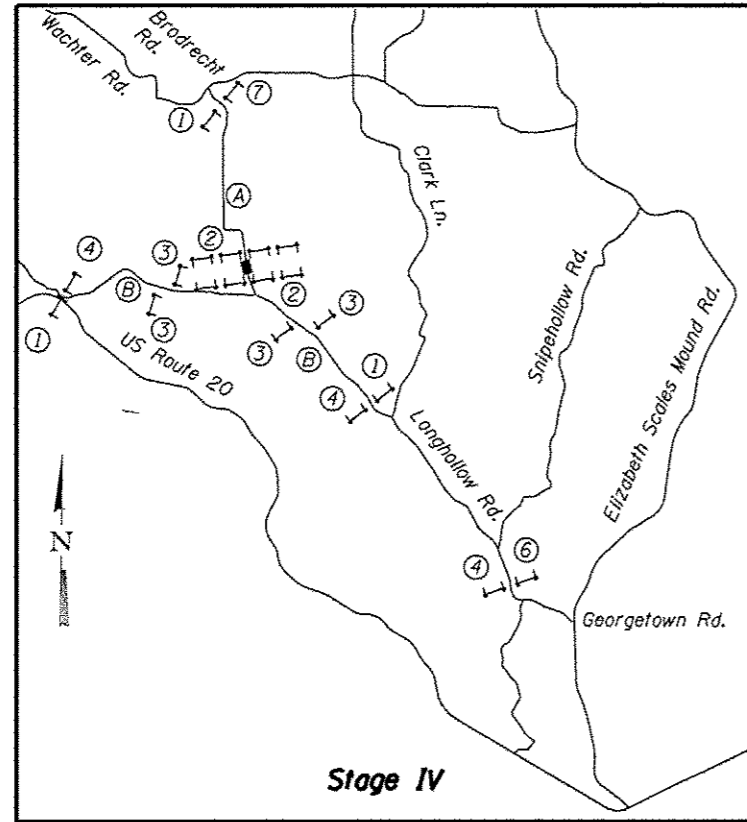 Brodrecht
Rd.
Wachter Rd.
7
1
A
Clark Ln.
2
3
4
B
3
2
3
1
US Route 20
3
B
1
4
Snipehollow Rd.
Elizabeth Scales Mound Rd.
Longhollow Rd.
N
4
6
Georgetown Rd.
Stage IV